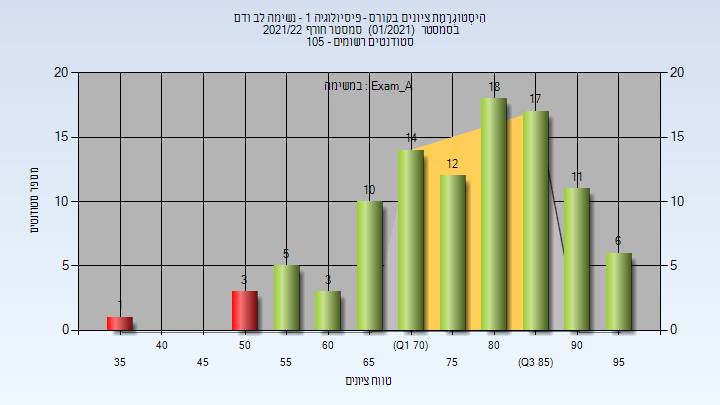 היסטוגרמת ציונים בקורס - פיסיולוגיה 1 - נשימה לב ודם
בסמסטר (01/2021) סמסטר חורף 2021/22
סטודנטים רשומים - 105
במשימה : Exam_A
מספר סטודנטים
20 15 10 5 0
20 15 10 5 0
1 3 5 3 10 14 12 18 17 11 6
35 40 45 50 55 60 65 (Q1 70) 75 80 (Q3 85) 90 95
טווח ציונים